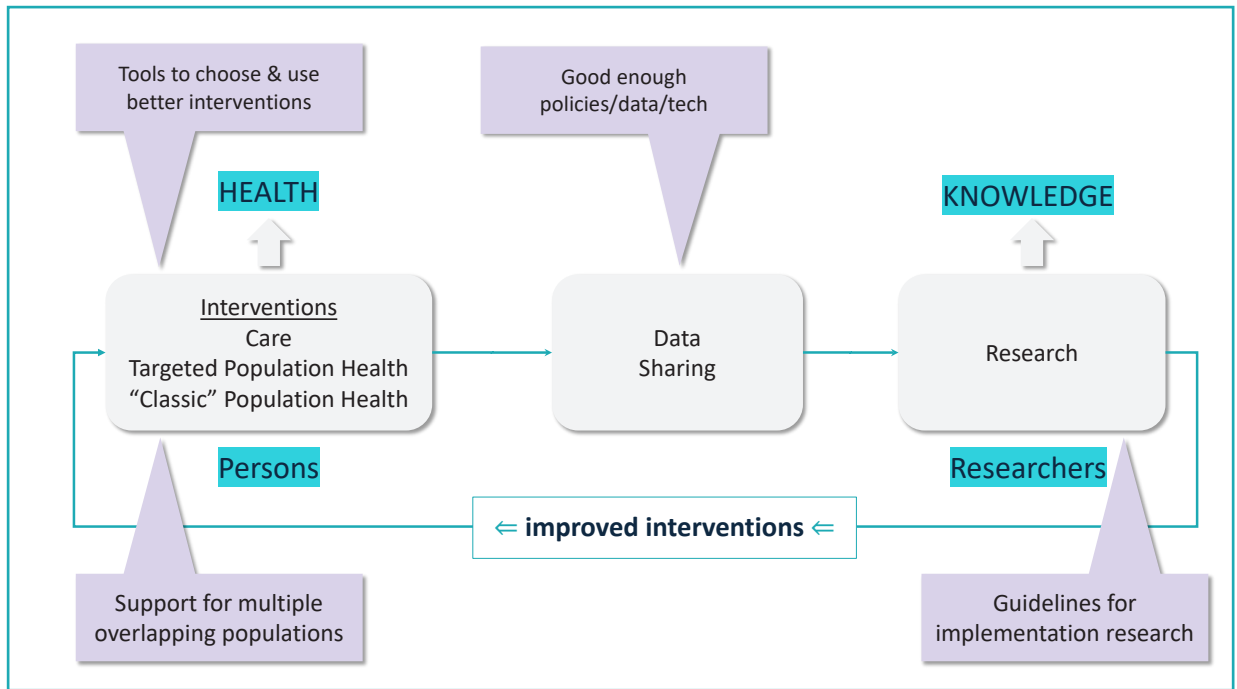 Tools to choose & use
better interventions
Good enough
policies/data/tech
HEALTH
KNOWLEDGE
Interventions
Care
Targeted Population Health
“Classic” Population Health
Data
Sharing
Research
Persons
Researchers
⇐ improved interventions ⇐
Support for multiple
overlapping populations
Guidelines for
implementation research